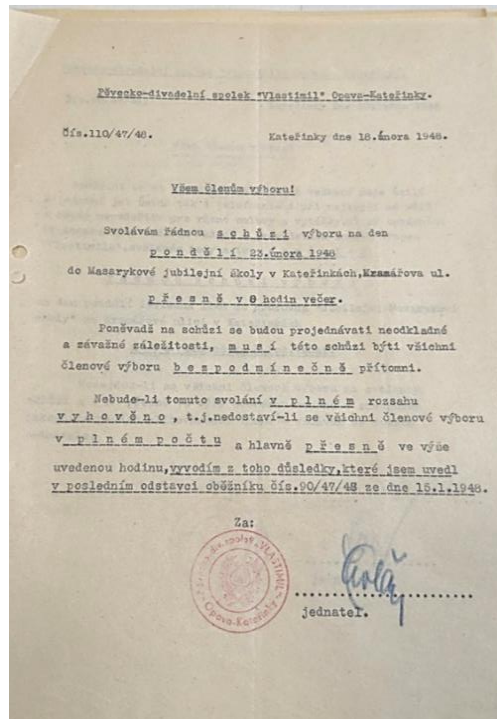 Pěvecko-divadelní spolek "Vlastimil" Opava-Kateřinky.
Čís.110/47/48. Kateřinky dne 18.února 1948.
Všem členům výboru!
Svolávám řádnou s c h ů z i výboru na den
p o n d ě l í 23.února 1948
do Masarykové jubilejní školy v Kateřinkách,Kramářova ul.
p ř e s n ě v 8 hodin večer.
Poněvadž na schůzi se budou projednávati neodkladné
a závažné záležitosti, m u s í této schůzi býti všichni
členové výboru b e z p o d m í n e č n ě přítomni.
Nebude-li tomuto svolání v p l n é m rozsahu
v y h o v ě n o , t.j.nedostaví-li se všichni členové výboru
v p l n é m p o č t u a hlavně p ř e s n ě ve výše
uvedenou hodinu,vyvodím z toho důsledky,které jsem uvedl
v posledním odstavci oběžníku čís.90/47/48 ze dne 15.1.1948.
Za:
spolek "VLASTIMIL"
Opava-Kateřinky
jednatel.